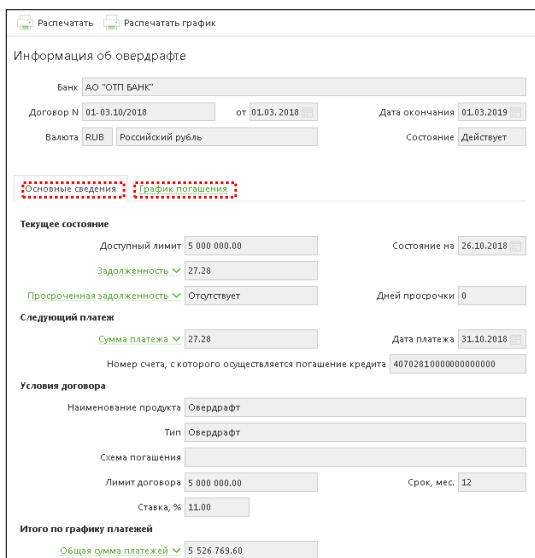 Распечатать Распечатать график
Информация об овердрафте
Банк АО "ОТП БАНК"
Договор N 01-03.10/2018 от 01.03.2018 Дата окончания 01.03.2019
Валюта RUB Российский рубль Состояние Действует
Основные сведения График погашения
Текущее состояние
Доступный лимит 5 000 000.00 Состояние на 26.10.2018
Задолженность 27.28
Просроченная задолженность Отсутствует Дней просрочки 0
Следующий платеж
Сумма платежа 27.28 Дата платежа 31.10.2018
Номер счета, с которого осуществляется погашение кредита 40702810000000000000
Условия договора
Наименование продукта Овердрафт
Тип Овердрафт
Схема погашения
Лимит договора 5 000 000.00 Срок, мес. 12
Ставка, % 11.00
Итого по графику платежей
Общая сумма платежей 5 526 769.60